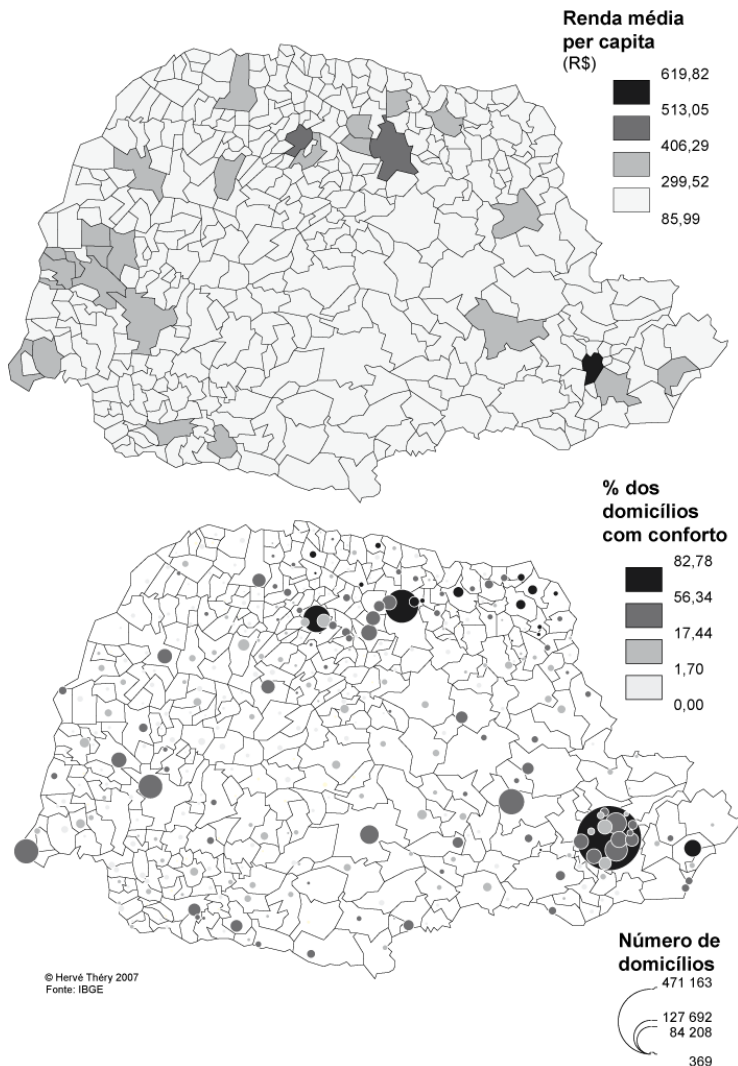 Renda média
per capita
(R$)
619,82
513,05
406,29
299,52
85,99
% dos
domicílios
com conforto
82,78
56,34
17,44
1,70
0,00
© Hervé Théry 2007
Fonte: IBGE
Número de
domicílios
471 163
127 692
84 208
369